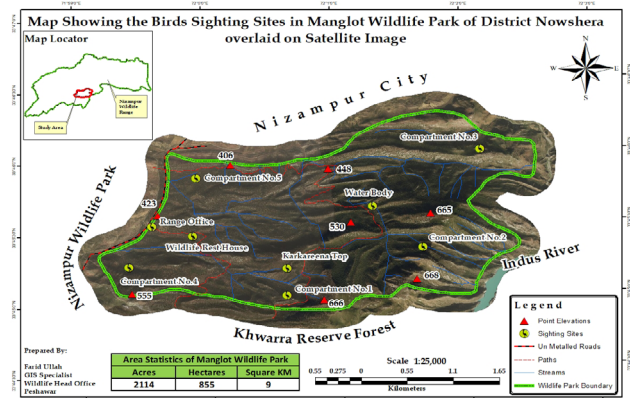 Map Showing the Birds Sighting Sites in Manglot Wildlife Park of District Nowshera
overlaid on Satellite Image
Map Locator
Nizampur
Wildlife
Range
Study Area
N
W
E
S
Nizampur City
Compartment No.3
406
448
Compartment No.5
Water Body
423
665
Range Office
530
Wildlife Rest House
Compartment No.2
Nizampur Wildlife Park
Karkareena Top
Indus River
Compartment No.4
668
Compartment No.1
555
666
Khwarra Reserve Forest
Legend
Point Elevations
Sighting Sites
Un Metalled Roads
Paths
Streams
Wildlife Park Boundary
Prepared By:
Farid Ullah
GIS Specialist
Wildlife Head Office
Peshawar
Area Statistics of Manglot Wildlife Park
Acres Hectares Square KM
2114 855 9
Scale 1:25,000
0.55 0.275 0 0.55 1.1 1.65
Kilometers